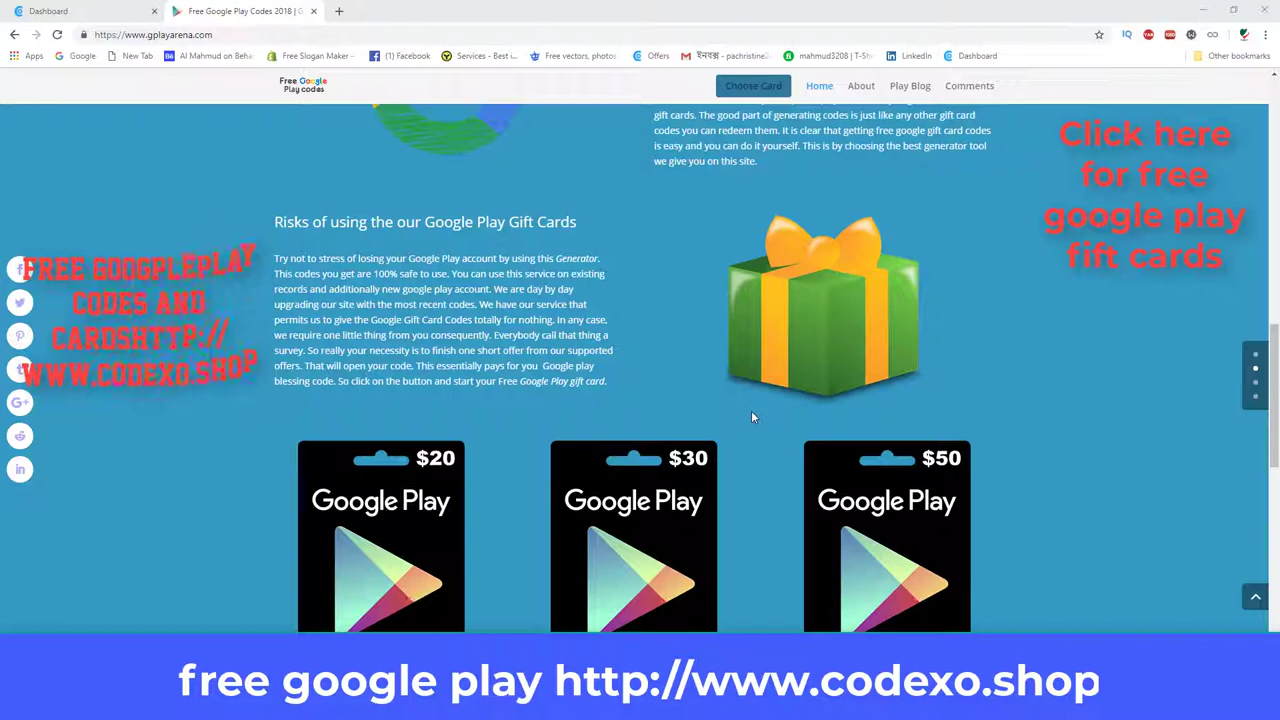 Dashboard
Free Google Play Codes 2018 | G
https://www.gplayarena.com
Apps
Google
New Tab
Al Mahmud on Beha
Free Slogan Maker –
(1) Facebook
Services - Best i
Free vectors, photos
Offers
ইনবক্স - pachristine2
mahmud3208 | T-Sh
LinkedIn
Dashboard
Other bookmarks
Free Google
Play codes
Choose Card
Home
About
Play Blog
Comments
gift cards. The good part of generating codes is just like any other gift card
codes you can redeem them. It is clear that getting free google gift card codes
is easy and you can do it yourself. This is by choosing the best generator tool
we give you on this site.
Click here
for free
google play
fift cards
Risks of using the our Google Play Gift Cards
Try not to stress of losing your Google Play account by using this Generator.
This codes you get are 100% safe to use. You can use this service on existing
records and additionally new google play account. We are day by day
upgrading our site with the most recent codes. We have our service that
permits us to give the Google Gift Card Codes totally for nothing. In any case,
we require one little thing from you consequently. Everybody call that thing a
survey. So really your necessity is to finish one short offer from our supported
offers. That will open your code. This essentially pays for you Google play
blessing code. So click on the button and start your Free Google Play gift card.
FREE GOOGPLEPLAY
CODES AND
CARDSHTTP://
WWW.CODEXO.SHOP
$20
Google Play
$30
Google Play
$50
Google Play
free google play http://www.codexo.shop